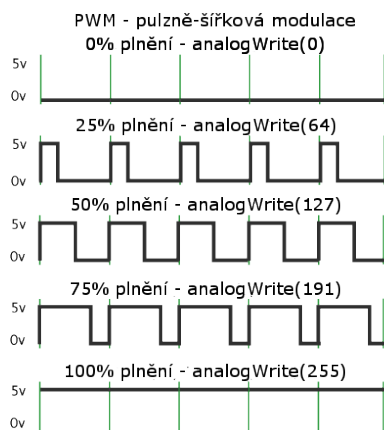 PWM - pulzně-šířková modulace
0% plnění - analogWrite(0)
5v
0v
25% plnění - analogWrite(64)
5v
0v
50% plnění - analogWrite(127)
5v
0v
75% plnění - analogWrite(191)
5v
0v
100% plnění - analogWrite(255)
5v
0v